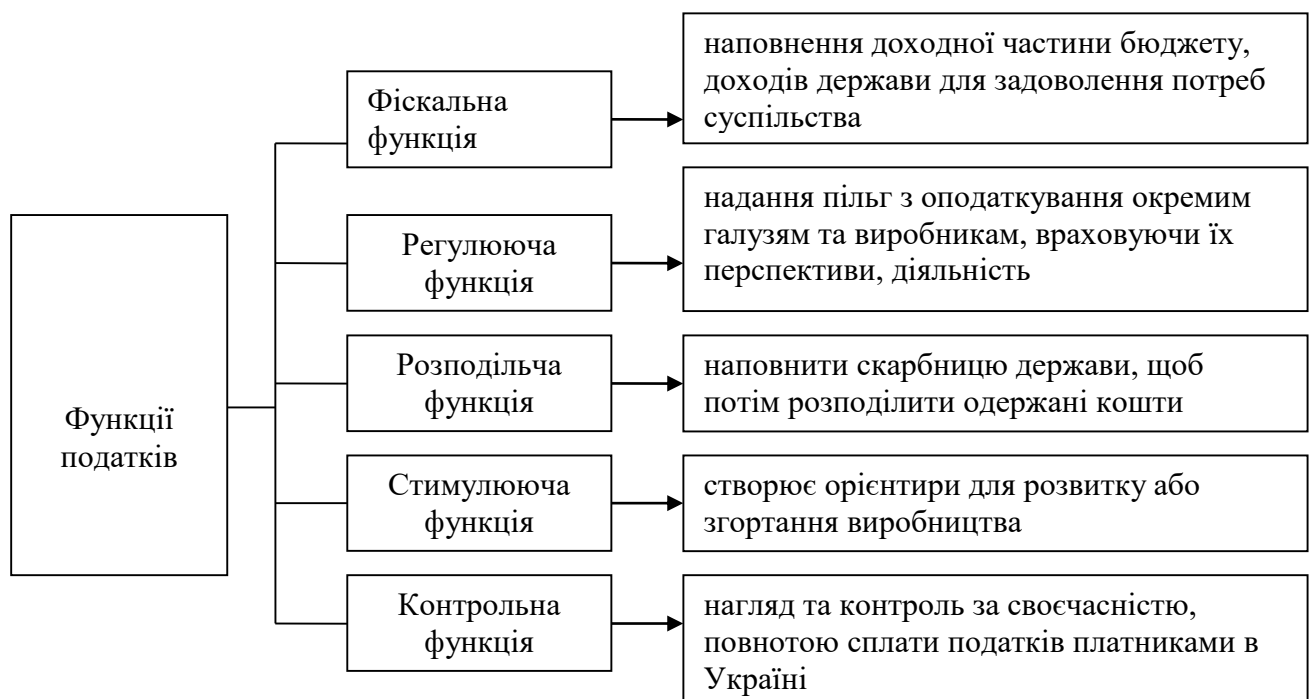 Функції
податків
Фіскальна
функція
наповнення доходної частини бюджету,
доходів держави для задоволення потреб
суспільства
Регулююча
функція
надання пільг з оподаткування окремим
галузям та виробникам, враховуючи їх
перспективи, діяльність
Розподільча
функція
наповнити скарбницю держави, щоб
потім розподілити одержані кошти
Стимулююча
функція
створює орієнтири для розвитку або
згортання виробництва
Контрольна
функція
нагляд та контроль за своєчасністю,
повнотою сплати податків платниками в
Україні